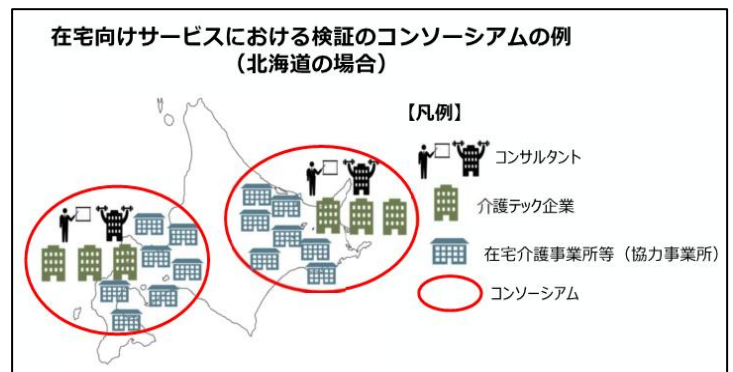 在宅向けサービスにおける検証のコンソーシアムの例
（北海道の場合）
【凡例】
コンサルタント
介護テック企業
在宅介護事業所等（協力事業所）
コンソーシアム